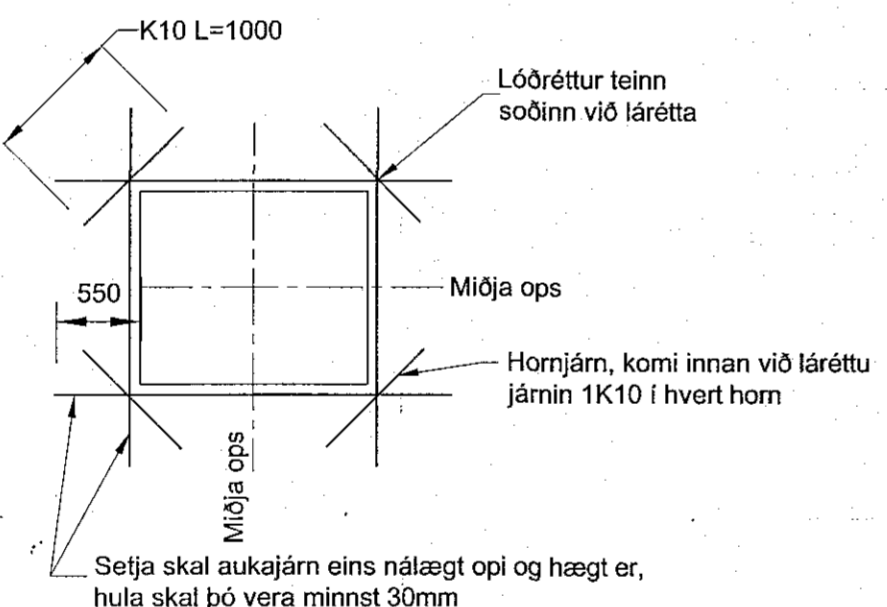 K10 L=1000
Lóðréttur teinn
soðinn við lárétta
550
Miðja ops
Hornjárn, komi innan við láréttu
járnin 1K10 í hvert horn
Miðja ops
Setja skal aukajárn eins nálægt opi og hægt er,
hula skal þó vera minnst 30mm